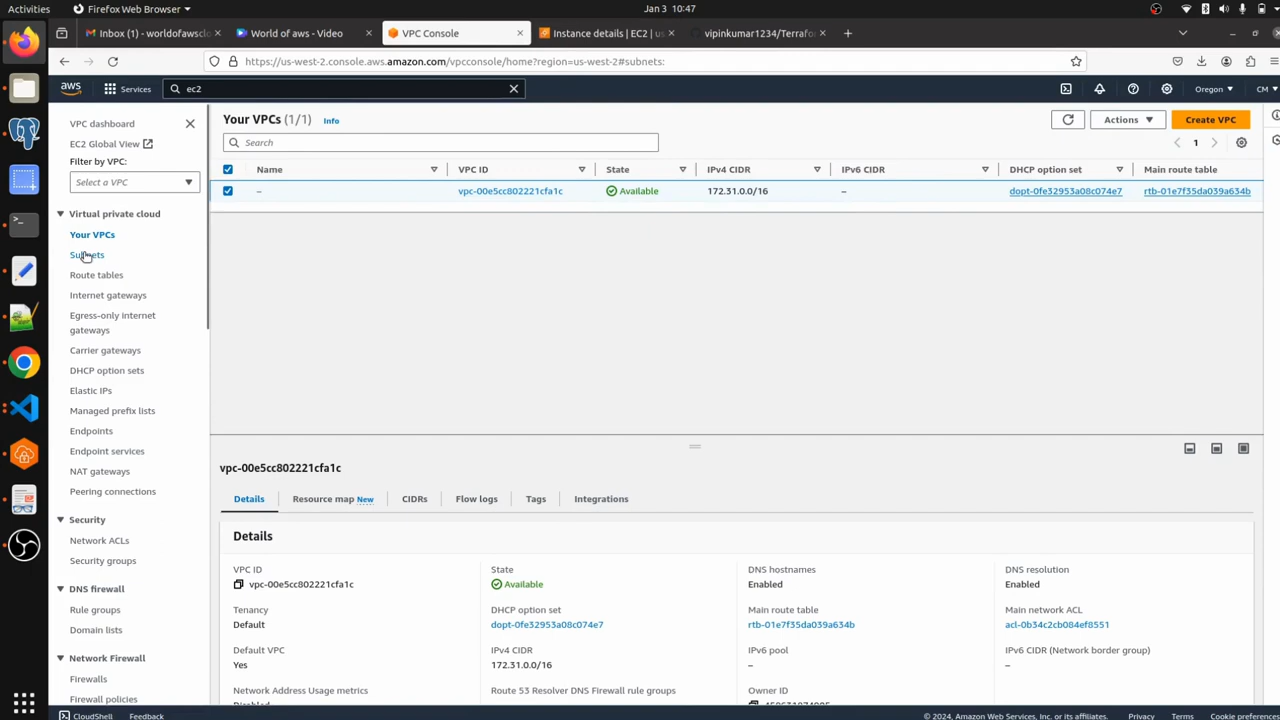 Activities
Firefox Web Browser
Jan 3 10:47
Inbox (1) - worldofawsclo
World of aws - Video
VPC Console
Instance details | EC2 | us
vipinkumar1234/Terrafor
https://us-west-2.console.aws.amazon.com/vpcconsole/home?region=us-west-2#subnets:
aws
Services
ec2
Oregon
CM
VPC dashboard
EC2 Global View
Filter by VPC:
Select a VPC
Virtual private cloud
Your VPCs
Subnets
Route tables
Internet gateways
Egress-only internet
gateways
Carrier gateways
DHCP option sets
Elastic IPs
Managed prefix lists
Endpoints
Endpoint services
NAT gateways
Peering connections
Security
Network ACLs
Security groups
DNS firewall
Rule groups
Domain lists
Network Firewall
Firewalls
Firewall policies
Your VPCs (1/1) Info
Actions
Create VPC
Search
1
Name VPC ID State IPv4 CIDR IPv6 CIDR DHCP option set Main route table
– vpc-00e5cc802221cfa1c Available 172.31.0.0/16 – dopt-0fe32953a08c074e7 rtb-01e7f35da039a634b
vpc-00e5cc802221cfa1c
Details Resource map New CIDRs Flow logs Tags Integrations
Details
VPC ID
vpc-00e5cc802221cfa1c
State
Available
DNS hostnames
Enabled
DNS resolution
Enabled
Tenancy
Default
DHCP option set
dopt-0fe32953a08c074e7
Main route table
rtb-01e7f35da039a634b
Main network ACL
acl-0b34c2cb084ef8551
Default VPC
Yes
IPv4 CIDR
172.31.0.0/16
IPv6 pool
–
IPv6 CIDR (Network border group)
–
Network Address Usage metrics
Route 53 Resolver DNS Firewall rule groups
Owner ID
CloudShell
Feedback
© 2024, Amazon Web Services, Inc. or its affiliates.
Privacy
Terms
Cookie preferences